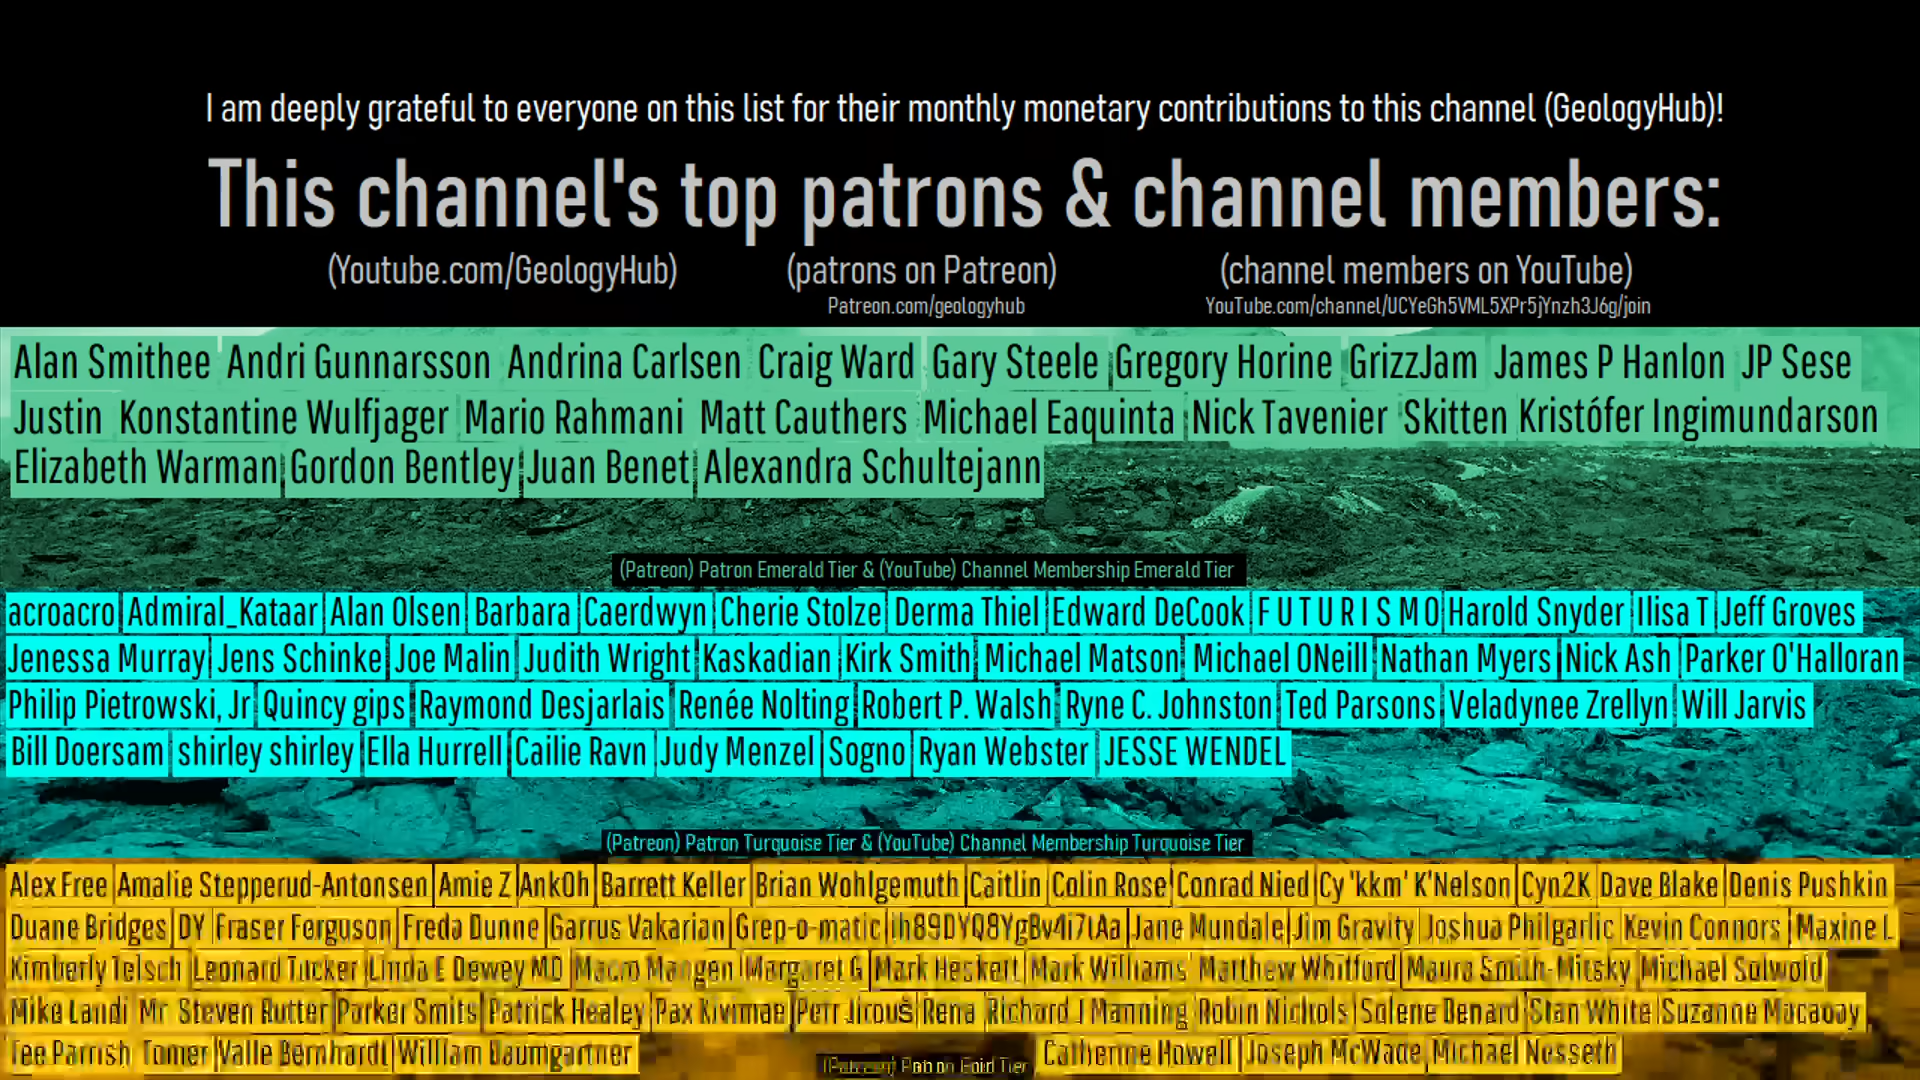 I am deeply grateful to everyone on this list for their monthly monetary contributions to this channel (GeologyHub)!
This channel's top patrons & channel members:
(Youtube.com/GeologyHub) (patrons on Patreon) (channel members on YouTube)
Patreon.com/geologyhub YouTube.com/channel/UCYeGh5VML5XPr5jYnzh3J6g/join
Alan Smithee Andri Gunnarsson Andrina Carlsen Craig Ward Gary Steele Gregory Horine GrizzJam James P Hanlon JP Sese
Justin Konstantine Wulfjager Mario Rahmani Matt Cauthers Michael Eaquinta Nick Tavenier Skitten Kristófer Ingimundarson
Elizabeth Warman Gordon Bentley Juan Benet Alexandra Schultejann
(Patreon) Patron Emerald Tier & (YouTube) Channel Membership Emerald Tier
acroacro Admiral_Kataar Alan Olsen Barbara Caerdwyn Cherie Stolze Derma Thiel Edward DeCook F U T U R I S M O Harold Snyder Ilisa T Jeff Groves
Jenessa Murray Jens Schinke Joe Malin Judith Wright Kaskadian Kirk Smith Michael Matson Michael ONeill Nathan Myers Nick Ash Parker O'Halloran
Philip Pietrowski, Jr Quincy gips Raymond Desjarlais Renée Nolting Robert P. Walsh Ryne C. Johnston Ted Parsons Veladynee Zrellyn Will Jarvis
Bill Doersam shirley shirley Ella Hurrell Cailie Ravn Judy Menzel Sogno Ryan Webster JESSE WENDEL
(Patreon) Patron Turquoise Tier & (YouTube) Channel Membership Turquoise Tier
Alex Free Amalie Stepperud-Antonsen Amie Z AnkOh Barrett Keller Brian Wohlgemuth Caitlin Colin Rose Conrad Nied Cy 'kkm' K'Nelson Cyn2K Dave Blake Denis Pushkin
Duane Bridges DY Fraser Ferguson Freda Dunne Garrus Vakarian Grep-o-matic Jane Mundale Jim Gravity Joshua Philgarlic Kevin Connors Maxine L
Kimberly Telsch Leonard Tucker Linda E Dewey MD Margaret G Mark Heskett Mark Williams Matthew Whitford Maura Smith-Mitsky Michael Solwold
Mike Landi Mr. Steven Rutter Parker Smits Patrick Healey Pax Kivimae Petr Jirouš Rena Richard J Manning Robin Nichols Solene Benard Stan White Suzanne
Tee Parrish Tomer Valle Bernhardt William Baumgartner Patron Gold Tier Catherine Howell Joseph McWade Michael Nesseth